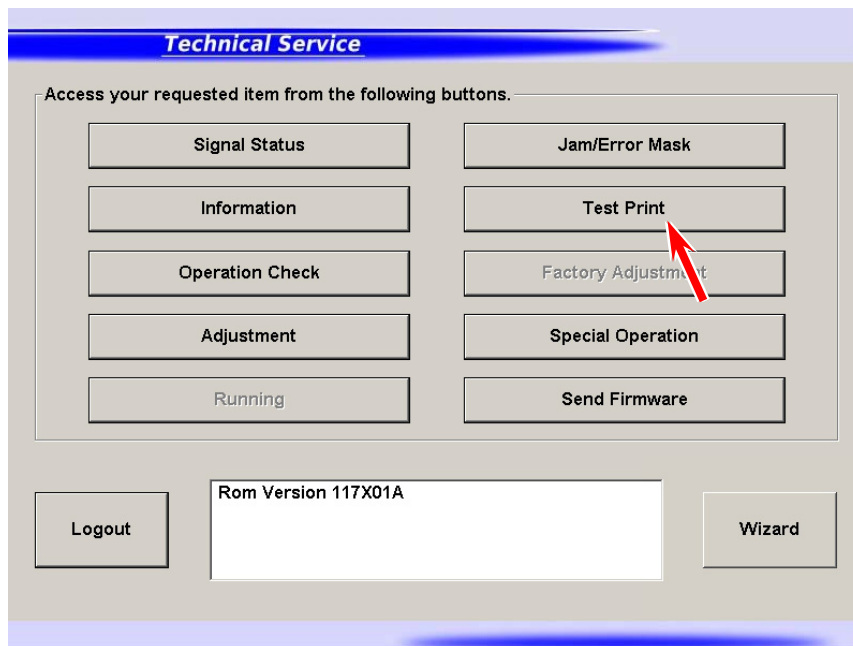 Technical Service
Access your requested item from the following buttons.
Signal Status
Jam/Error Mask
Information
Test Print
Operation Check
Factory Adjustment
Adjustment
Special Operation
Running
Send Firmware
Rom Version 117X01A
Logout
Wizard